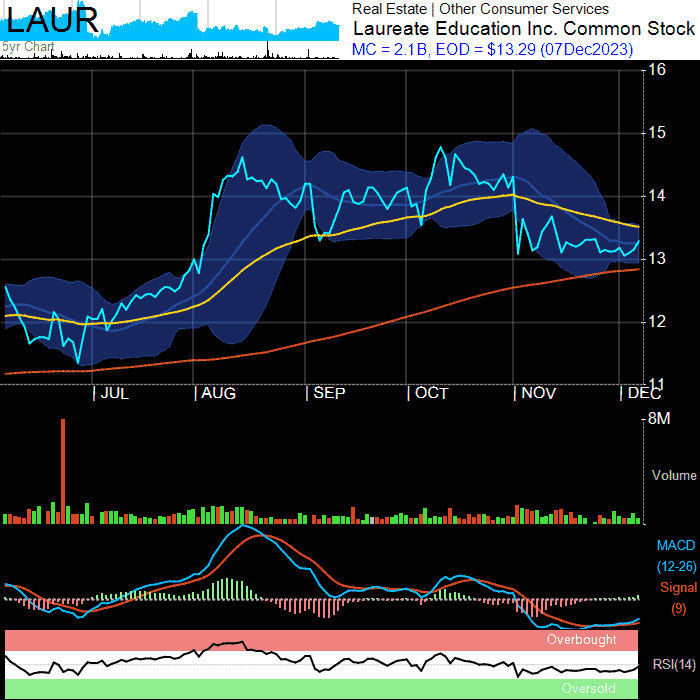 LAUR
Real Estate | Other Consumer Services
Laureate Education Inc. Common Stock
5yr Chart
MC = 2.1B, EOD = $13.29 (07Dec2023)
16
15
14
13
12
11
| JUL | AUG | SEP | OCT | NOV | DEC
8M
Volume
MACD
(12-26)
Signal
(9)
Overbought
RSI(14)
Oversold